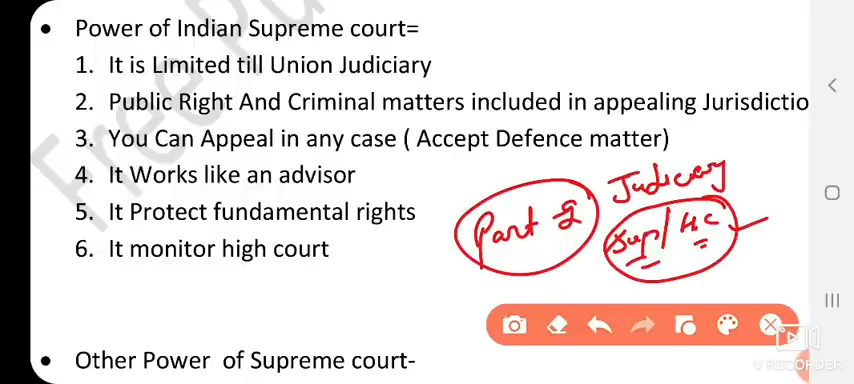 • Power of Indian Supreme court=
1. It is Limited till Union Judiciary
2. Public Right And Criminal matters included in appealing Jurisdictio
3. You Can Appeal in any case ( Accept Defence matter)
4. It Works like an advisor
5. It Protect fundamental rights
6. It monitor high court
Judiciary
Part 2
Sup/ HC
• Other Power of Supreme court-
V RECORDER